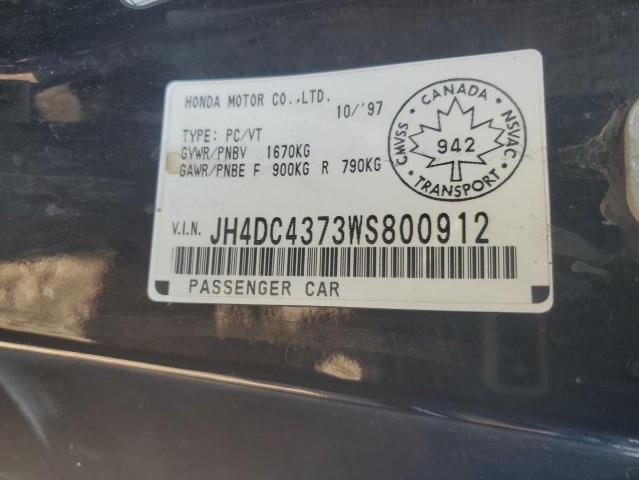 HONDA MOTOR CO.,LTD. 10/'97
TYPE: PC/VT
GVWR/PNBV 1670KG
GAWR/PNBE F 900KG R 790KG
CANADA
CMVSS 942 NSVAC
TRANSPORT
V.I.N. JH4DC4373WS800912
PASSENGER CAR